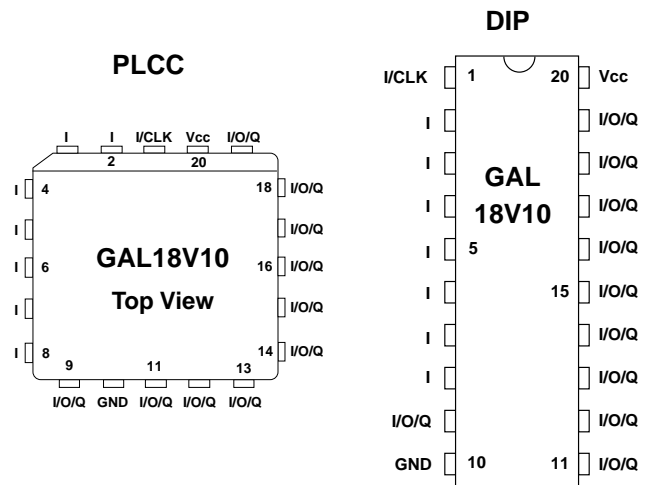 DIP
PLCC
I/CLK 1 20 Vcc
I I/O/Q
I I/O/Q
I I/O/Q
I 5 I/O/Q
I 15 I/O/Q
I I/O/Q
I I/O/Q
I/O/Q I/O/Q
GND 10 11 I/O/Q
GAL
18V10
I I I/CLK Vcc I/O/Q
2 20
I 4 18 I/O/Q
I I/O/Q
I 6 16 I/O/Q
GAL18V10
Top View
I I/O/Q
I 8 14 I/O/Q
9 11 13
I/O/Q GND I/O/Q I/O/Q I/O/Q